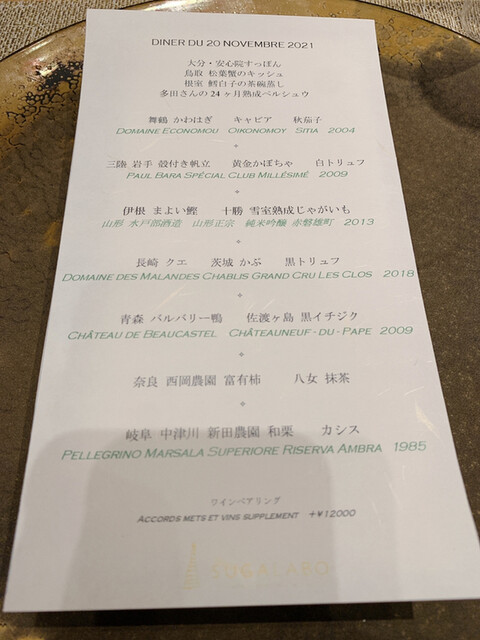 DINER DU 20 NOVEMBRE 2021
大分・安心院すっぽん
鳥取 松葉蟹のキッシュ
根室 鱈白子の茶碗蒸し
多田さんの24ヶ月熟成ペルシュウ
舞鶴 かわはぎ キャビア 秋茄子
DOMAINE ECONOMOU OIKONOMOY SITIA 2004
三陸 岩手 殻付き帆立 黄金かぼちゃ 白トリュフ
PAUL BARA SPÉCIAL CLUB MILLÉSIMÉ 2009
伊根 まよい鰹 十勝 雪室熟成じゃがいも
山形 水戸部酒造 山形正宗 純米吟醸 赤磐雄町 2013
長崎 クエ 茨城 かぶ 黒トリュフ
DOMAINE DES MALANDES CHABLIS GRAND CRU LES CLOS 2018
青森 バルバリー鴨 佐渡ヶ島 黒イチジク
CHÂTEAU DE BEAUCASTEL CHÂTEAUNEUF-DU-PAPE 2009
奈良 西岡農園 富有柿 八女 抹茶
岐阜 中津川 新田農園 和栗 カシス
PELLEGRINO MARSALA SUPERIORE RISERVA AMBRA 1985
ワインペアリング
ACCORDS METS ET VINS SUPPLEMENT +¥12000
SUGALABO